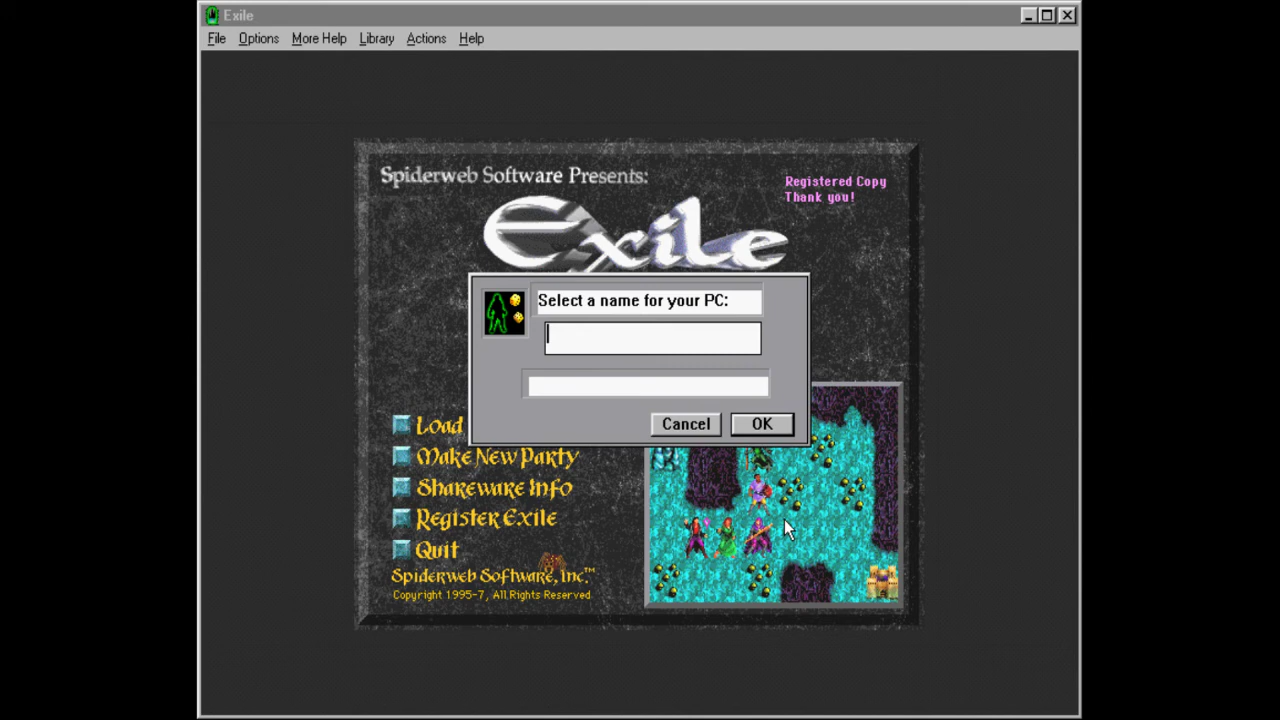 Exile
File Options More Help Library Actions Help
Spiderweb Software Presents:
Registered Copy
Thank you!
Exile
Select a name for your PC:
Cancel OK
Load
Make New Party
Shareware Info
Register Exile
Quit
Spiderweb Software, Inc.™
Copyright 1995-7, All Rights Reserved.